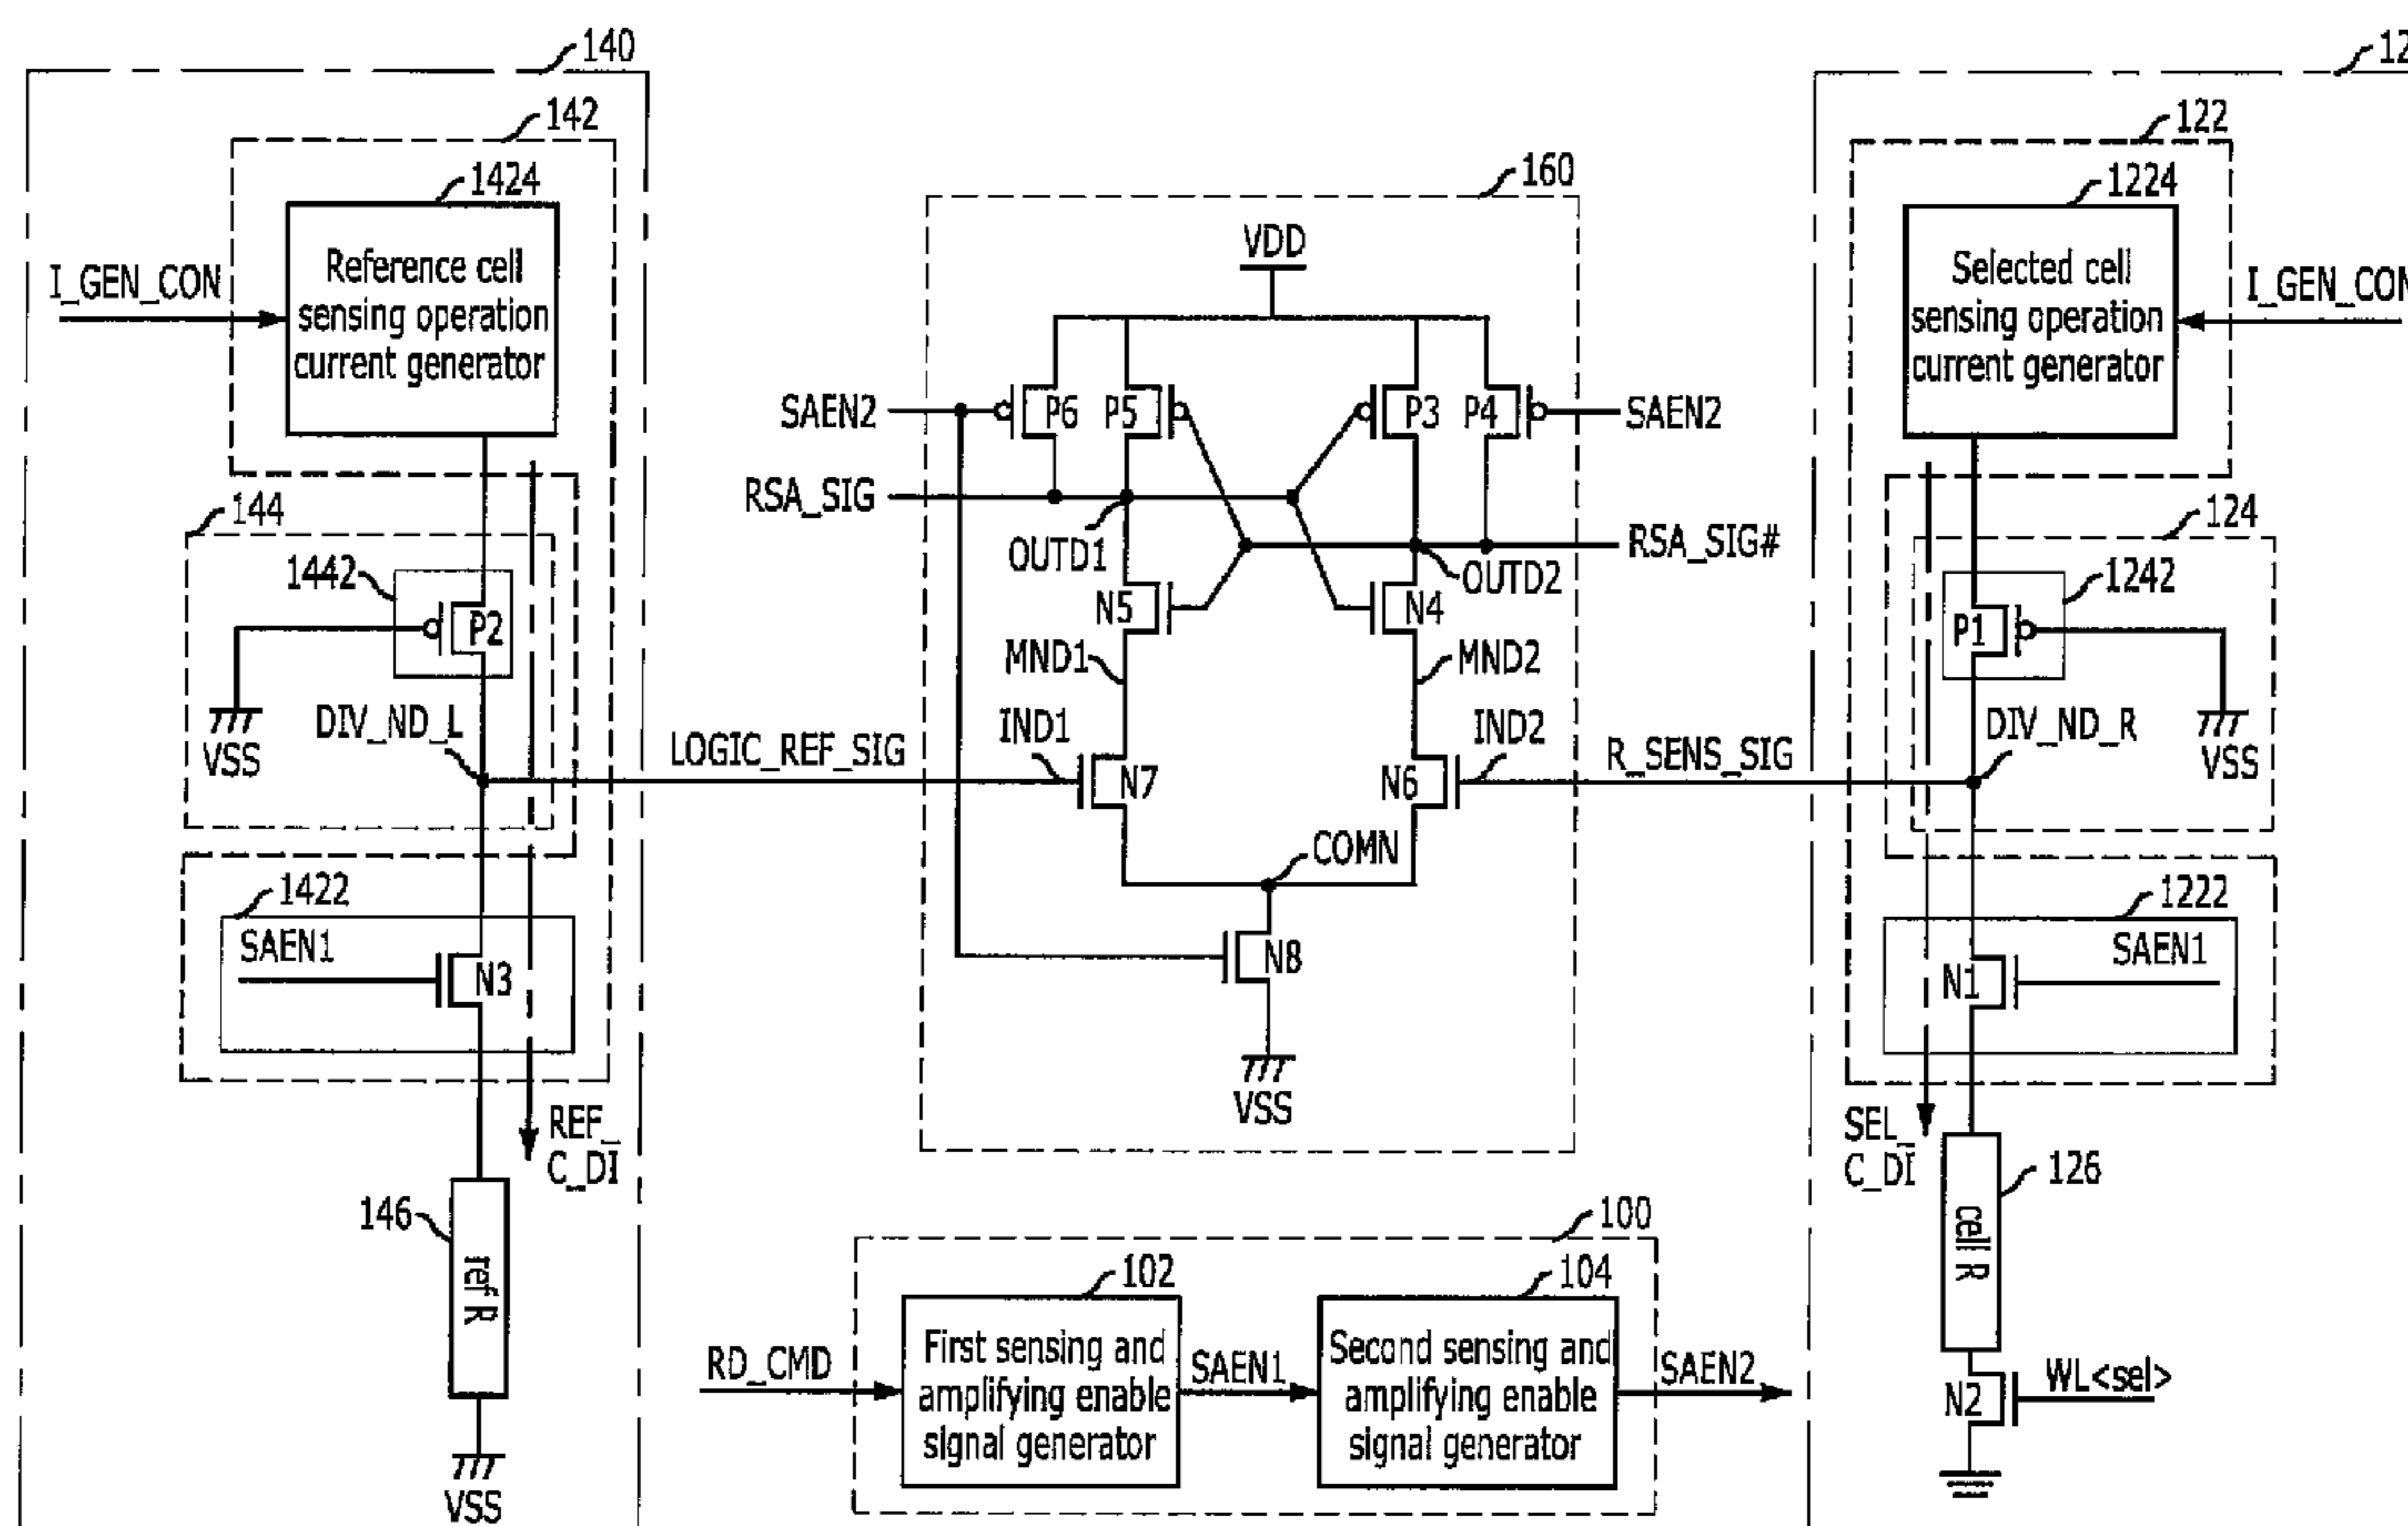 140
142
1424
Reference cell
sensing operation
current generator
I_GEN_CON
144
1442
P2
VSS
DIV_ND_L
LOGIC_REF_SIG
1422
SAEN1
N3
REF_
C_DI
146
ref R
VSS
160
VDD
SAEN2
P6
P5
P3
P4
SAEN2
RSA_SIG
OUTD1
RSA_SIG#
OUTD2
N5
N4
MND1
MND2
IND1
IND2
N7
N6
COMN
N8
VSS
R_SENS_SIG
100
102
First sensing and
amplifying enable
signal generator
RD_CMD
SAEN1
104
Second sensing and
amplifying enable
signal generator
SAEN2
122
1224
Selected cell
sensing operation
current generator
124
1242
P1
DIV_ND_R
VSS
1222
SAEN1
N1
SEL_
C_DI
126
cell R
N2
WL<sel>